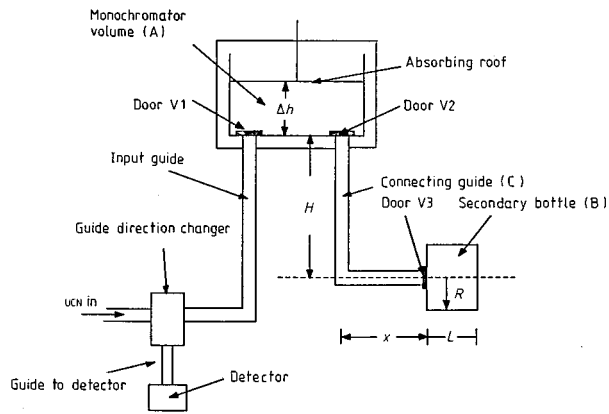 Monochromator
volume (A)
Absorbing roof
Δh
Door V1
Door V2
Input guide
H
Connecting guide (C)
Door V3 Secondary bottle (B)
Guide direction changer
R
UCN in
x
L
Guide to detector
Detector